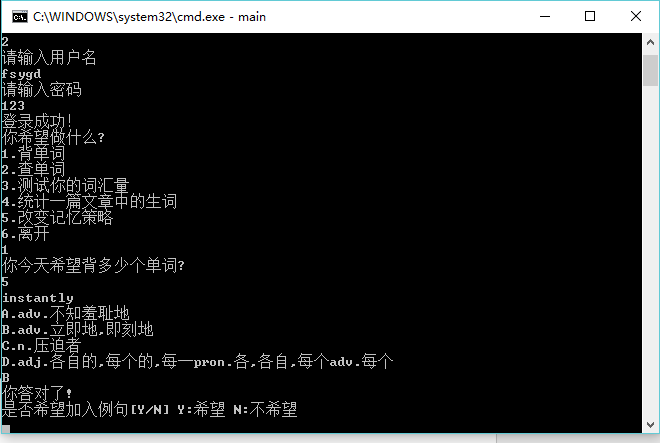 C:\WINDOWS\system32\cmd.exe - main
2
请输入用户名
fsygd
请输入密码
123
登录成功!
你希望做什么?
1.背单词
2.查单词
3.测试你的词汇量
4.统计一篇文章中的生词
5.改变记忆策略
6.离开
1
你今天希望背多少个单词?
5
instantly
A.adv.不知羞耻地
B.adv.立即地,即刻地
C.n.压迫者
D.adj.各自的,每个的,每一pron.各,各自,每个adv.每个
B
你答对了!
是否希望加入例句[Y/N] Y:希望 N:不希望